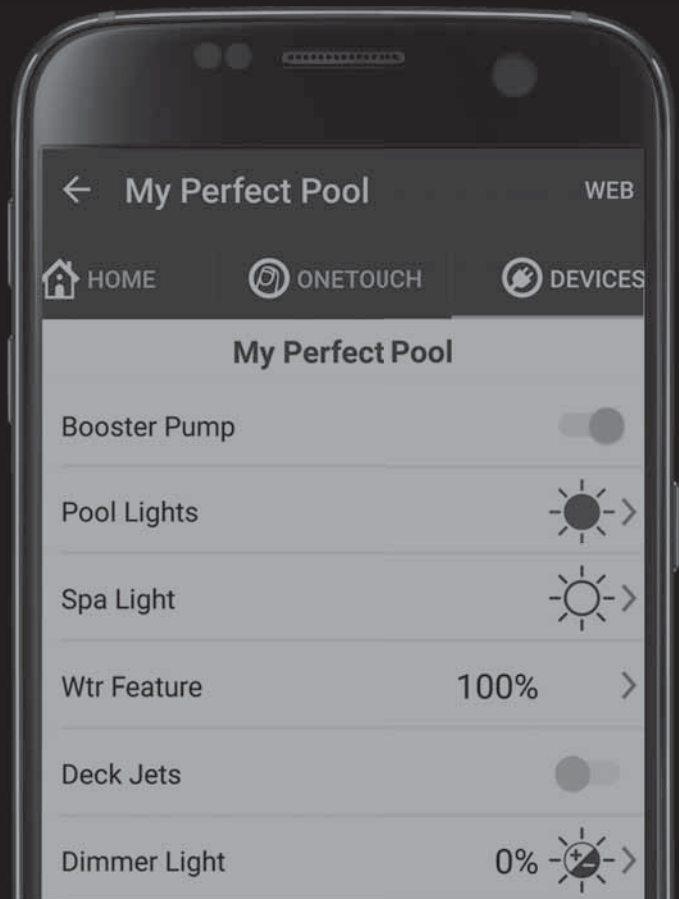 My Perfect Pool WEB
HOME ONETOUCH DEVICES
My Perfect Pool
Booster Pump
Pool Lights
Spa Light
Wtr Feature 100%
Deck Jets
Dimmer Light 0%